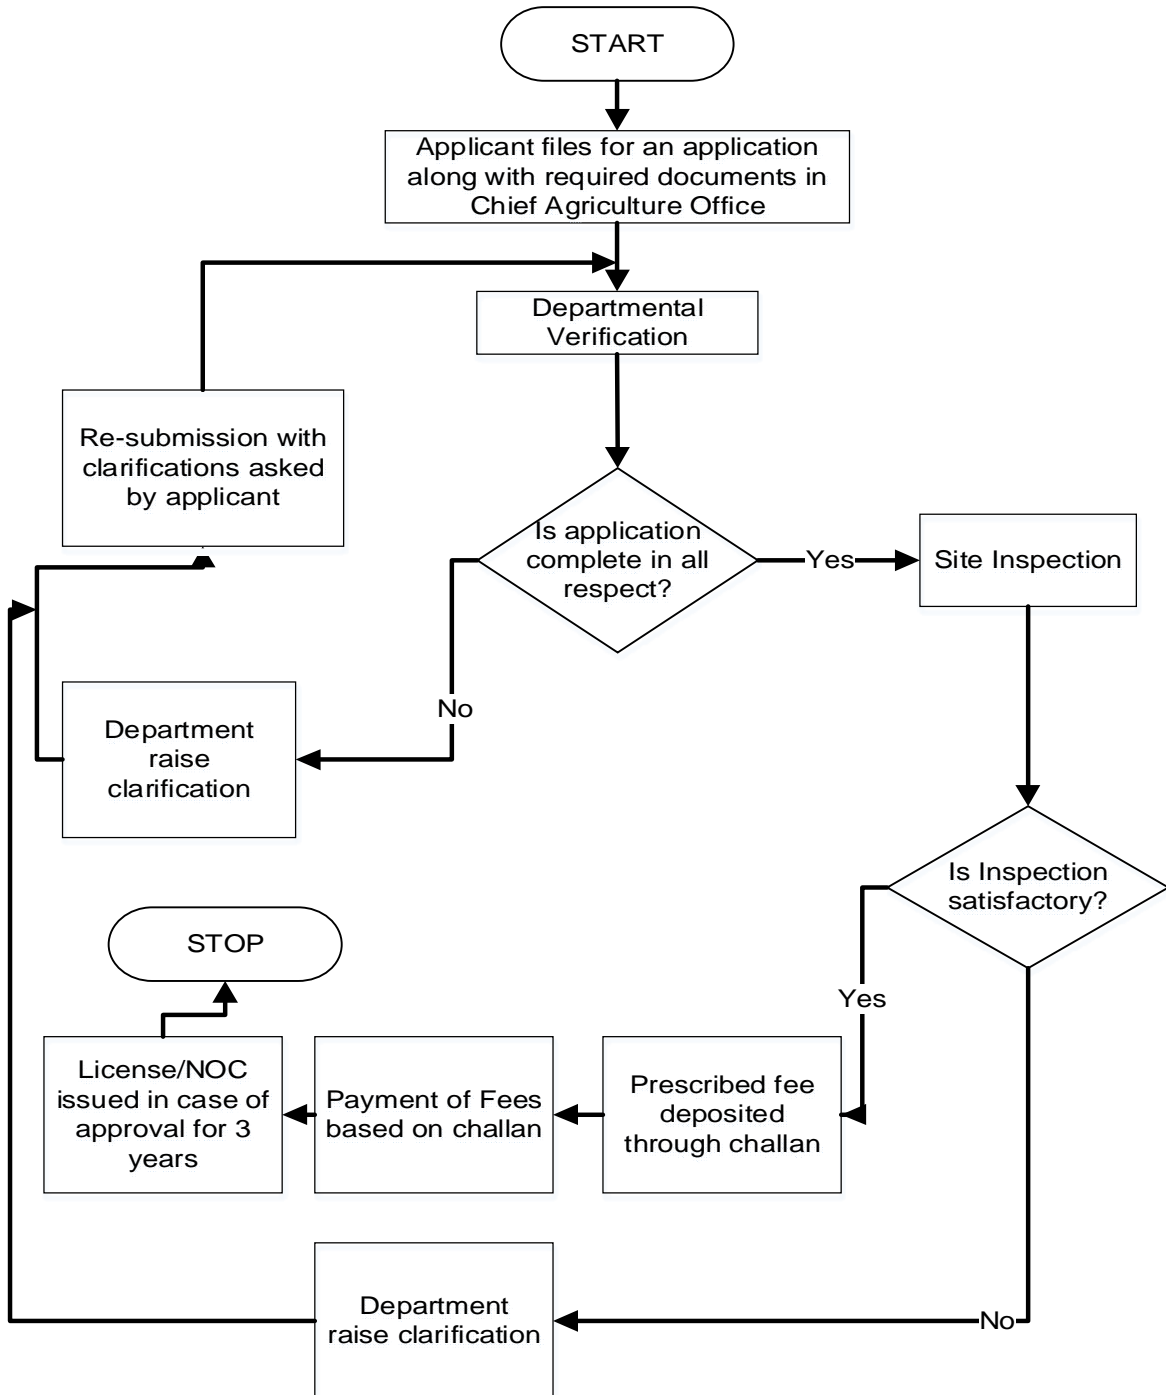 START
Applicant files for an application
along with required documents in
Chief Agriculture Office
Departmental
Verification
Re-submission with
clarifications asked
by applicant
Is application
complete in all
respect?
Yes
Site Inspection
No
Department
raise
clarification
Is Inspection
satisfactory?
STOP
Yes
License/NOC
issued in case of
approval for 3
years
Payment of Fees
based on challan
Prescribed fee
deposited
through challan
Department
raise clarification
No